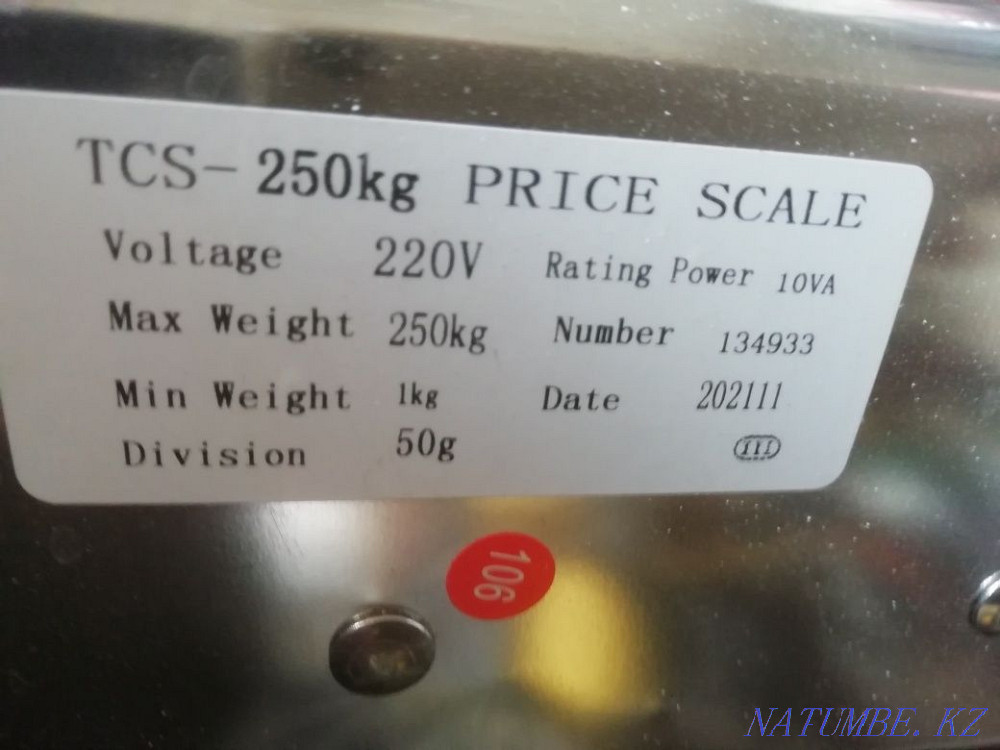 TCS-250kg PRICE SCALE
Voltage 220V Rating Power 10VA
Max Weight 250kg Number 134933
Min Weight 1kg Date 202111
Division 50g III
106
NATUMBE.KZ